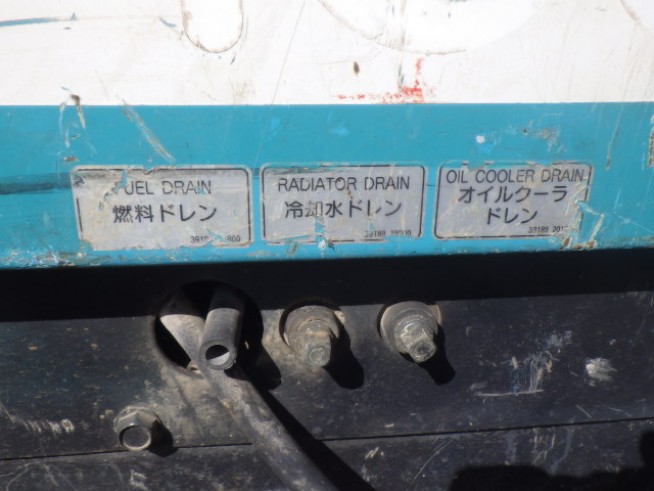 FUEL DRAIN
燃料ドレン
RADIATOR DRAIN
冷却水ドレン
OIL COOLER DRAIN
オイルクーラ
ドレン